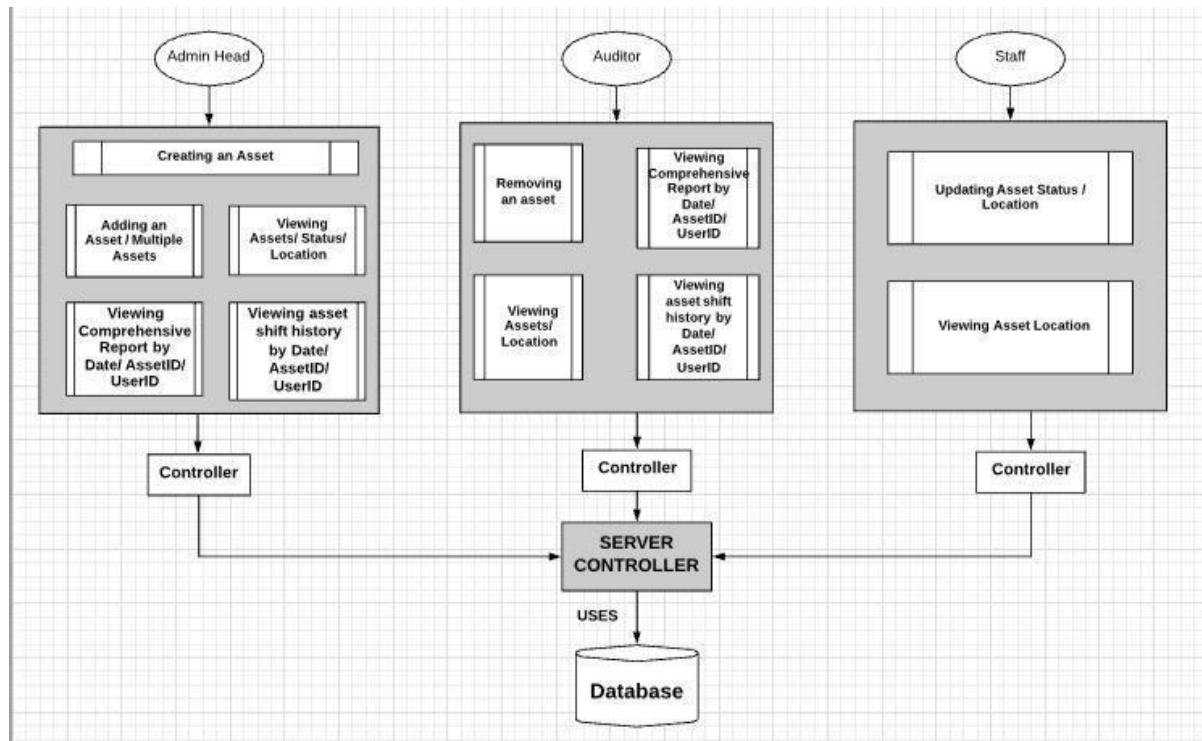 Admin Head
Auditor
Staff
Creating an Asset
Adding an
Asset / Multiple
Assets
Viewing
Assets/ Status/
Location
Viewing
Comprehensive
Report by
Date/ AssetID/
UserID
Viewing asset
shift history
by Date/
AssetID/
UserID
Removing
an asset
Viewing
Comprehensive
Report by
Date/
AssetID/
UserID
Viewing
Assets/
Location
Viewing
asset shift
history by
Date/
AssetID/
UserID
Updating Asset Status /
Location
Viewing Asset Location
Controller
Controller
Controller
SERVER
CONTROLLER
USES
Database